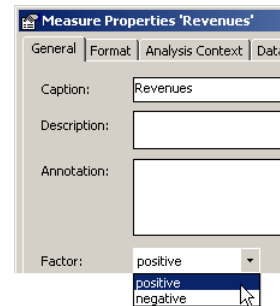 Measure Properties 'Revenues'
General Format Analysis Context Data
Caption: Revenues
Description:
Annotation:
Factor: positive
positive
negative